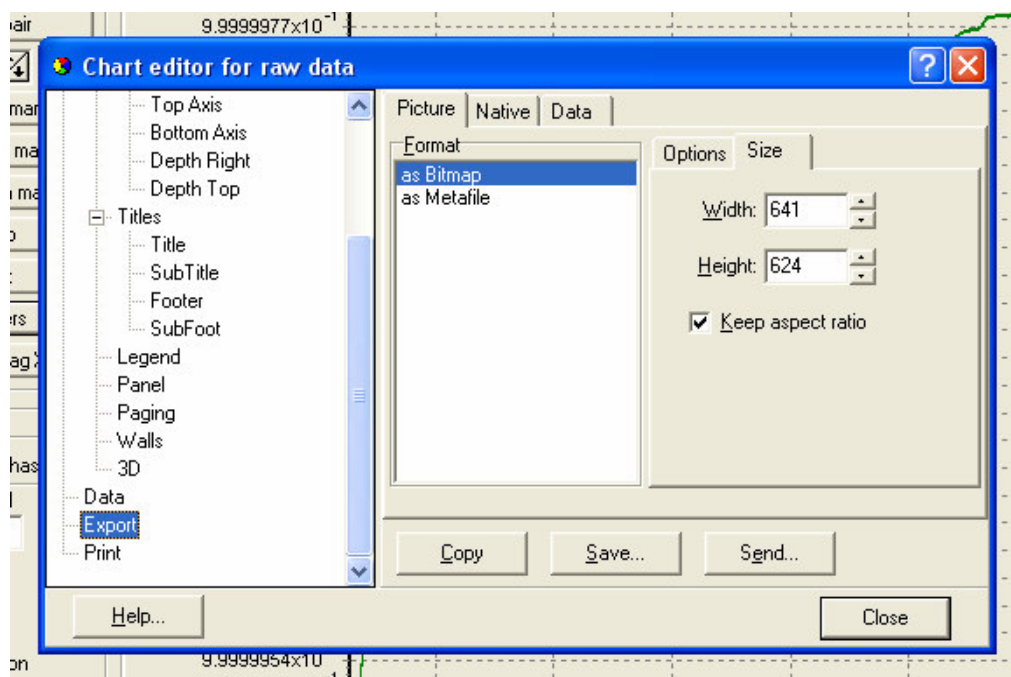 air
9.9999977x10⁻¹
Chart editor for raw data
Top Axis
Bottom Axis
Depth Right
Depth Top
Titles
Title
SubTitle
Footer
SubFoot
Legend
Panel
Paging
Walls
3D
Data
Export
Print
Picture
Native
Data
Format
as Bitmap
as Metafile
Options
Size
Width: 641
Height: 624
Keep aspect ratio
Copy
Save...
Send...
Help...
Close
9.9999954x10